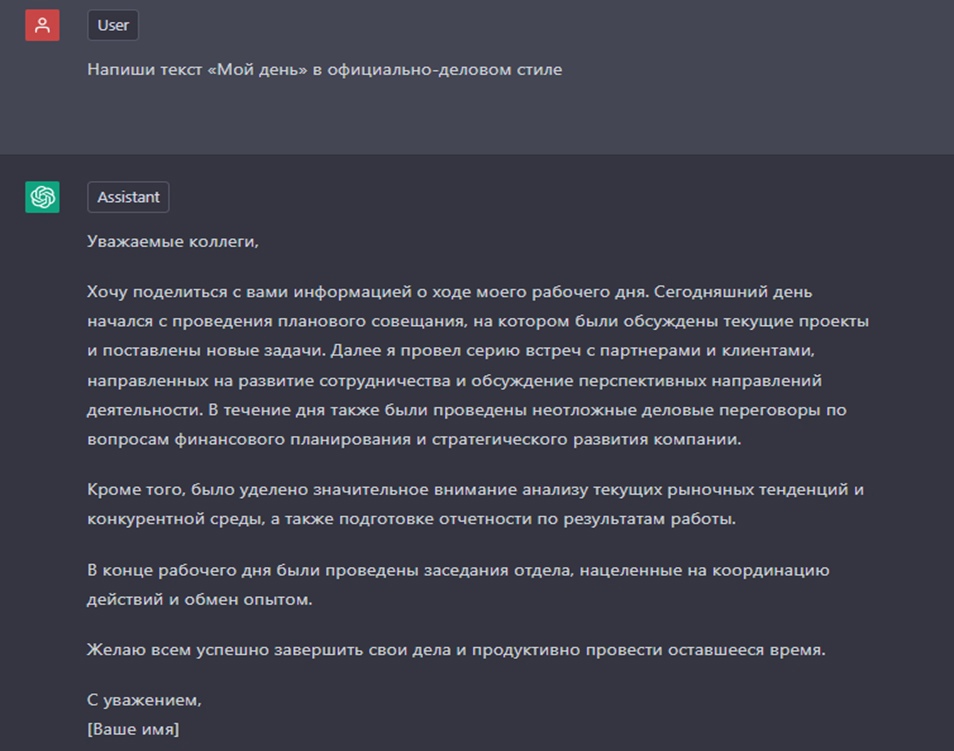 User
Напиши текст «Мой день» в официально-деловом стиле
Assistant
Уважаемые коллеги,
Хочу поделиться с вами информацией о ходе моего рабочего дня. Сегодняшний день
начался с проведения планового совещания, на котором были обсуждены текущие проекты
и поставлены новые задачи. Далее я провел серию встреч с партнерами и клиентами,
направленных на развитие сотрудничества и обсуждение перспективных направлений
деятельности. В течение дня также были проведены неотложные деловые переговоры по
вопросам финансового планирования и стратегического развития компании.
Кроме того, было уделено значительное внимание анализу текущих рыночных тенденций и
конкурентной среды, а также подготовке отчетности по результатам работы.
В конце рабочего дня были проведены заседания отдела, нацеленные на координацию
действий и обмен опытом.
Желаю всем успешно завершить свои дела и продуктивно провести оставшееся время.
С уважением,
[Ваше имя]